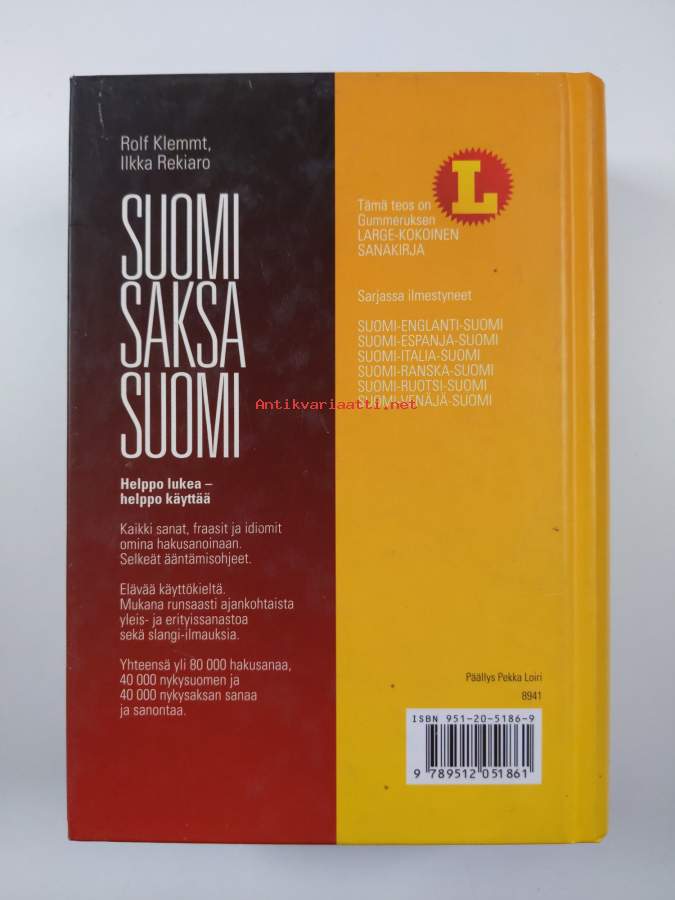 Rolf Klemmt,
Ilkka Rekiaro
SUOMI
SAKSA
SUOMI
Helppo lukea –
helppo käyttää
Kaikki sanat, fraasit ja idiomit
omina hakusanoinaan.
Selkeät ääntämisohjeet.
Elävää käyttökieltä.
Mukana runsaasti ajankohtaista
yleis- ja erityissanastoa
sekä slangi-ilmauksia.
Yhteensä yli 80 000 hakusanaa,
40 000 nykysuomen ja
40 000 nykysaksan sanaa
ja sanontaa.
L
Tämä teos on
Gummeruksen
LARGE-KOKOINEN
SANAKIRJA
Sarjassa ilmestyneet
SUOMI-ENGLANTI-SUOMI
SUOMI-ESPANJA-SUOMI
SUOMI-ITALIA-SUOMI
SUOMI-RANSKA-SUOMI
SUOMI-RUOTSI-SUOMI
SUOMI-VENÄJÄ-SUOMI
Antikvariaatti.net
Päällys Pekka Loiri
8941
ISBN 951-20-5186-9
9 789512 051861